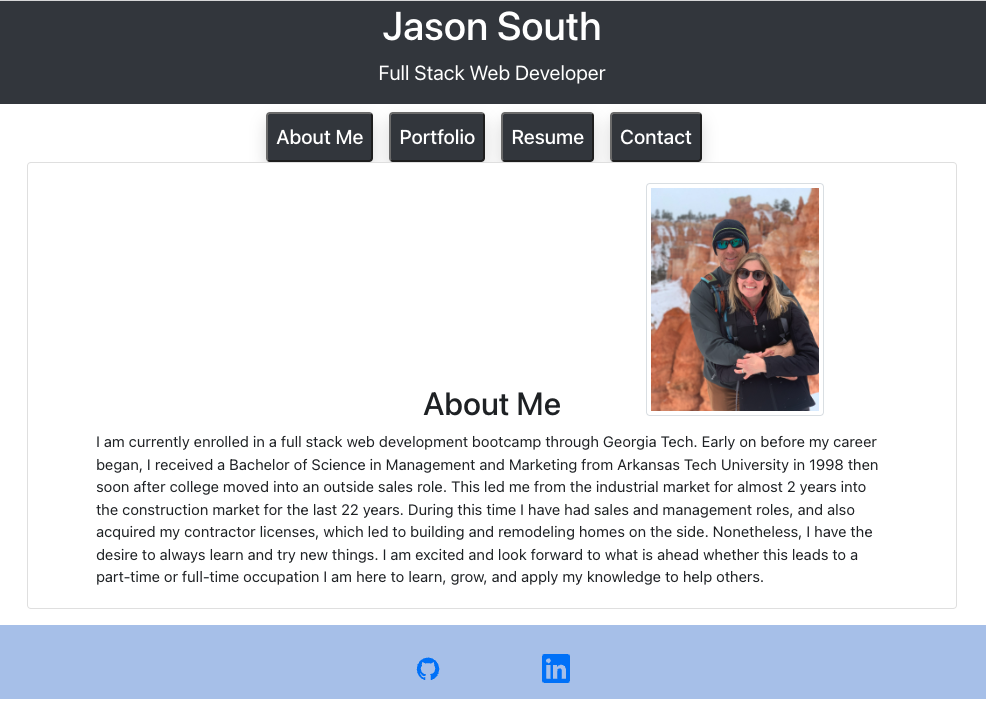 Jason South
Full Stack Web Developer
About Me
Portfolio
Resume
Contact
About Me
I am currently enrolled in a full stack web development bootcamp through Georgia Tech. Early on before my career
began, I received a Bachelor of Science in Management and Marketing from Arkansas Tech University in 1998 then
soon after college moved into an outside sales role. This led me from the industrial market for almost 2 years into
the construction market for the last 22 years. During this time I have had sales and management roles, and also
acquired my contractor licenses, which led to building and remodeling homes on the side. Nonetheless, I have the
desire to always learn and try new things. I am excited and look forward to what is ahead whether this leads to a
part-time or full-time occupation I am here to learn, grow, and apply my knowledge to help others.
in